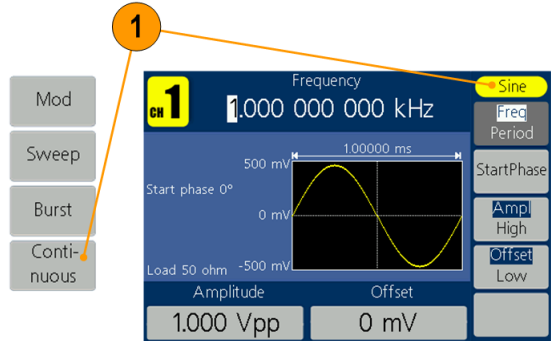 1
Mod
Sweep
Burst
Conti-
nuous
CH 1
Frequency
1.000 000 000 kHz
1.00000 ms
500 mV
Start phase 0°
0 mV
Load 50 ohm
-500 mV
Amplitude
Offset
1.000 Vpp
0 mV
Sine
Freq
Period
StartPhase
Ampl
High
Offset
Low